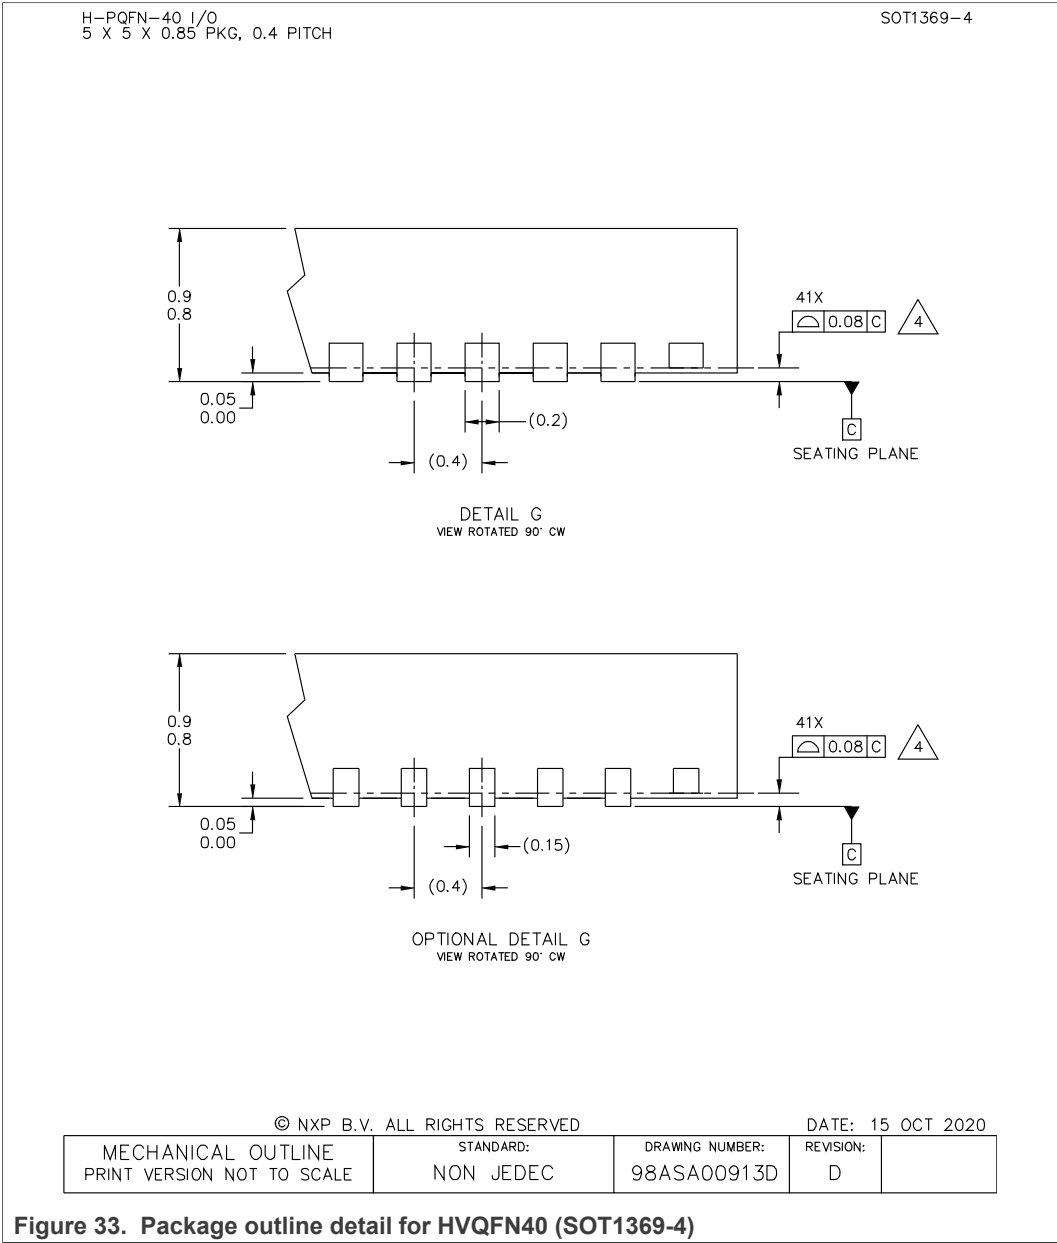 H-PQFN-40 I/O
5 X 5 X 0.85 PKG, 0.4 PITCH
SOT1369-4
0.9
0.8
41X
0.08 C
4
0.05
0.00
(0.2)
C
SEATING PLANE
(0.4)
DETAIL G
VIEW ROTATED 90° CW
0.9
0.8
41X
0.08 C
4
0.05
0.00
(0.15)
C
SEATING PLANE
(0.4)
OPTIONAL DETAIL G
VIEW ROTATED 90° CW
© NXP B.V. ALL RIGHTS RESERVED
DATE: 15 OCT 2020
MECHANICAL OUTLINE
PRINT VERSION NOT TO SCALE
STANDARD:
NON JEDEC
DRAWING NUMBER:
98ASA00913D
REVISION:
D
Figure 33. Package outline detail for HVQFN40 (SOT1369-4)